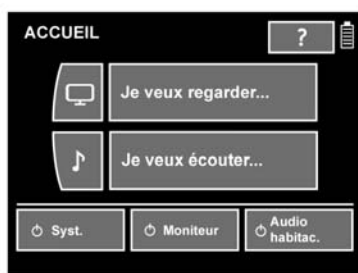 ACCUEIL
?
Je veux regarder...
Je veux écouter...
Syst.
Moniteur
Audio
habitac.